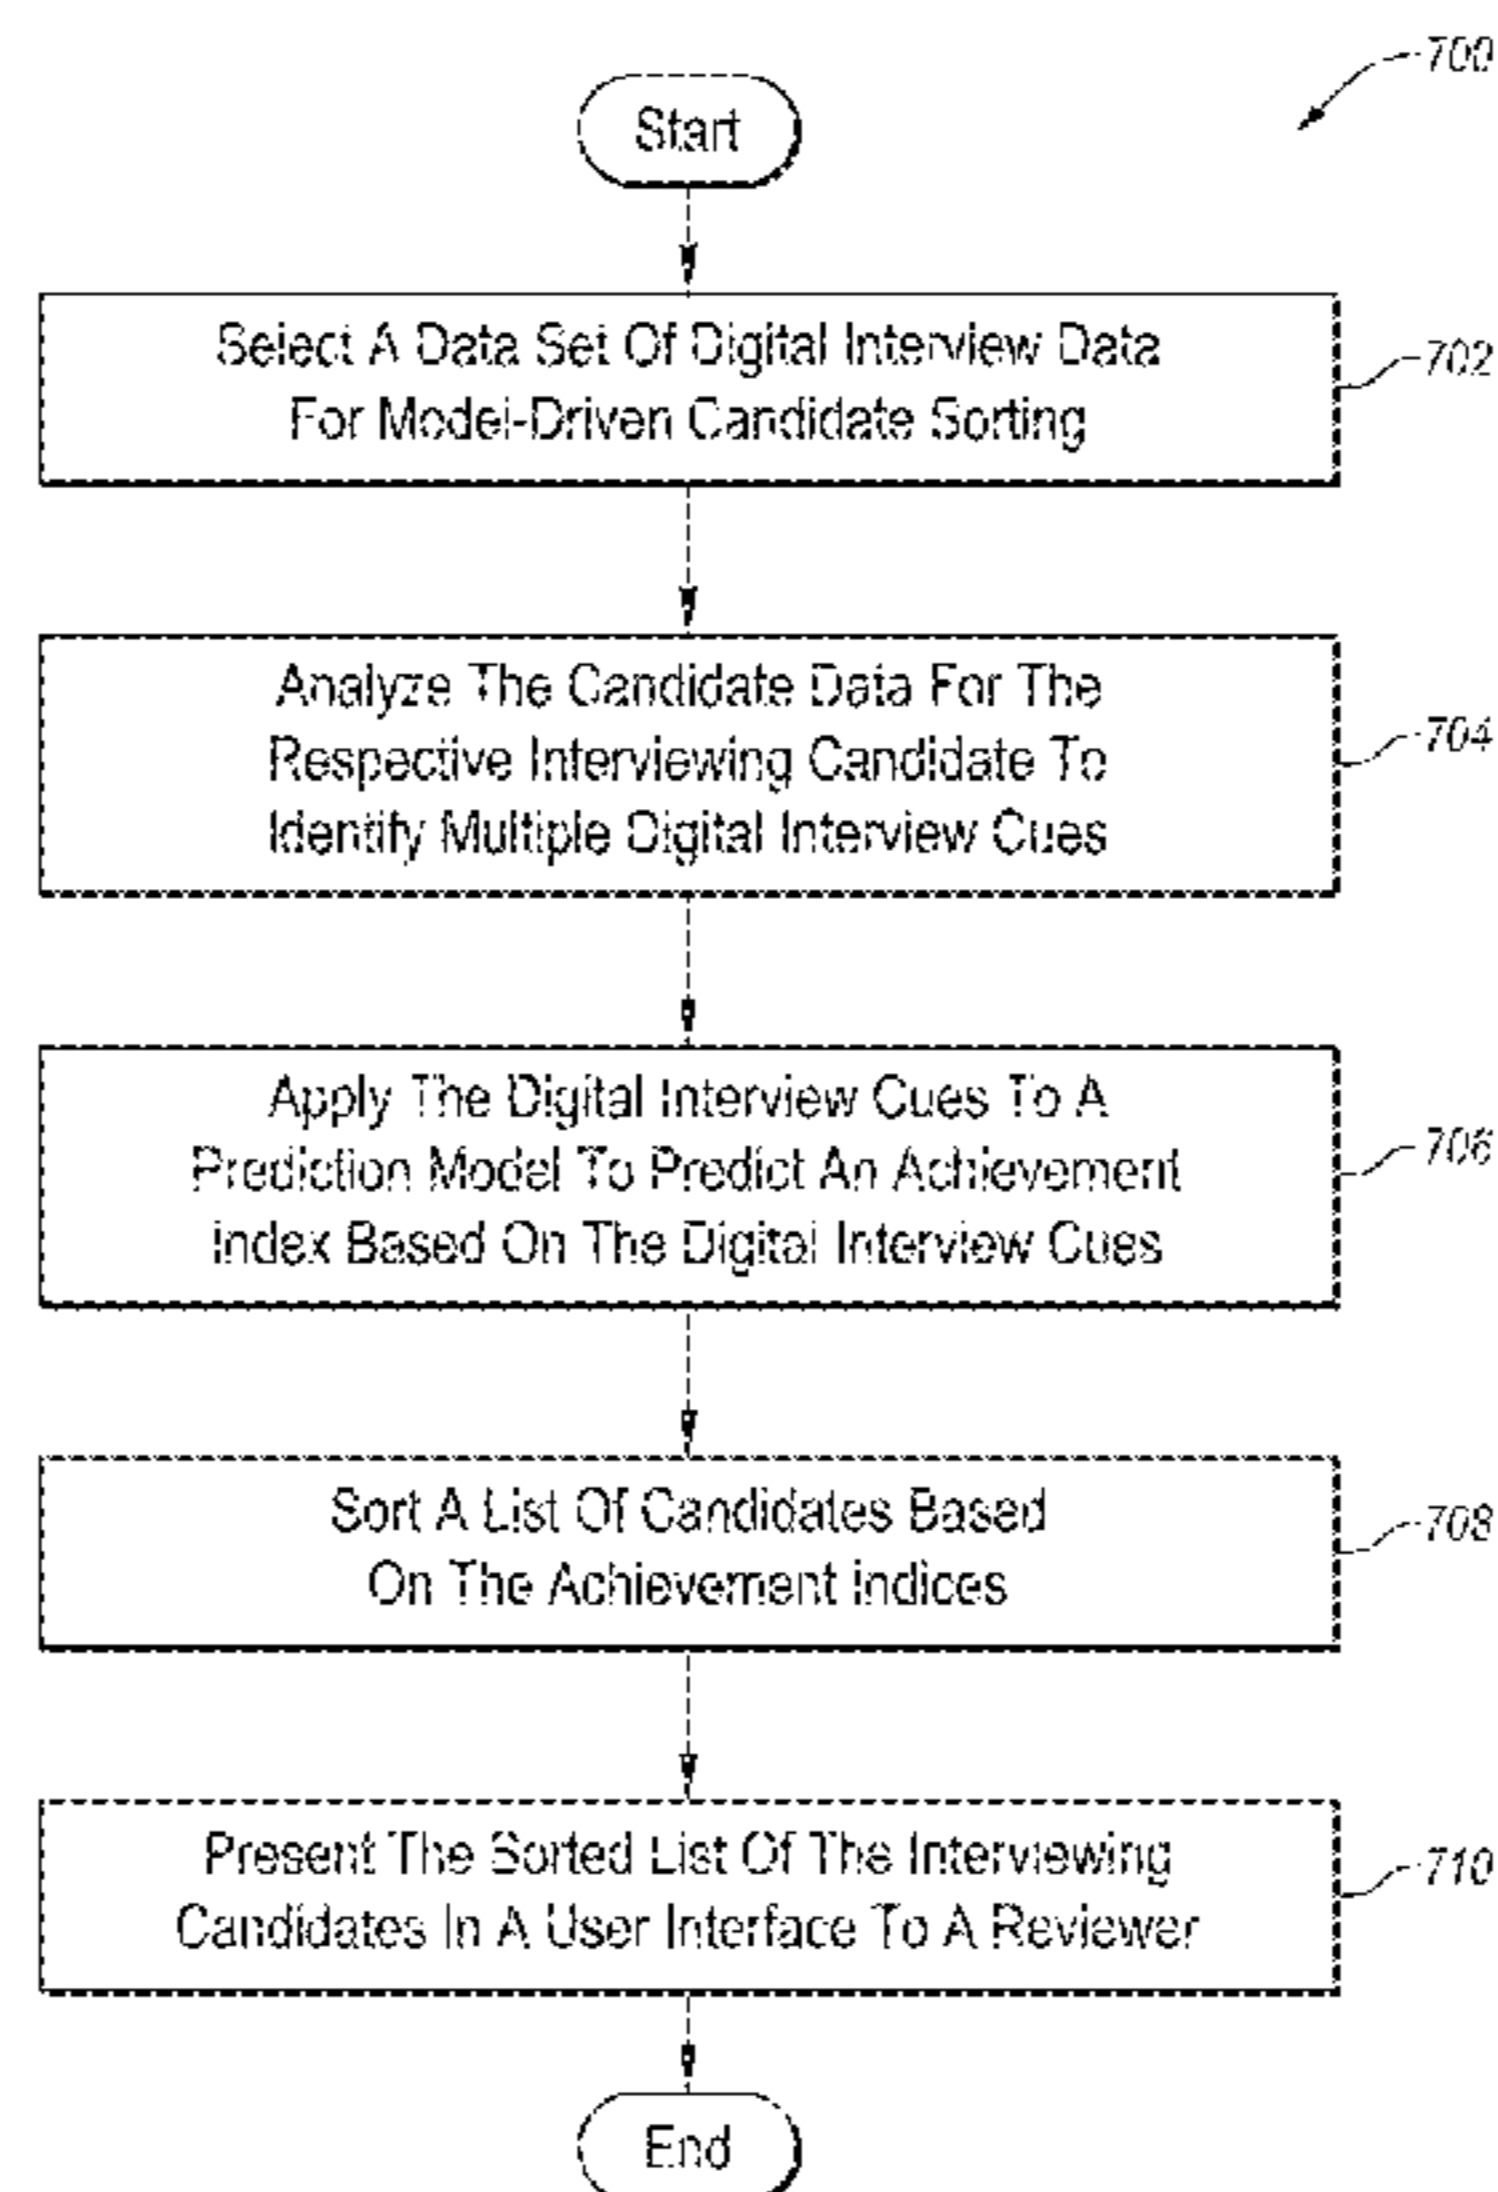 700
Start
Select A Data Set Of Digital Interview Data
For Model-Driven Candidate Sorting
702
Analyze The Candidate Data For The
Respective Interviewing Candidate To
Identify Multiple Digital Interview Cues
704
Apply The Digital Interview Cues To A
Prediction Model To Predict An Achievement
Index Based On The Digital Interview Cues
706
Sort A List Of Candidates Based
On The Achievement Indices
708
Present The Sorted List Of The Interviewing
Candidates In A User Interface To A Reviewer
710
End